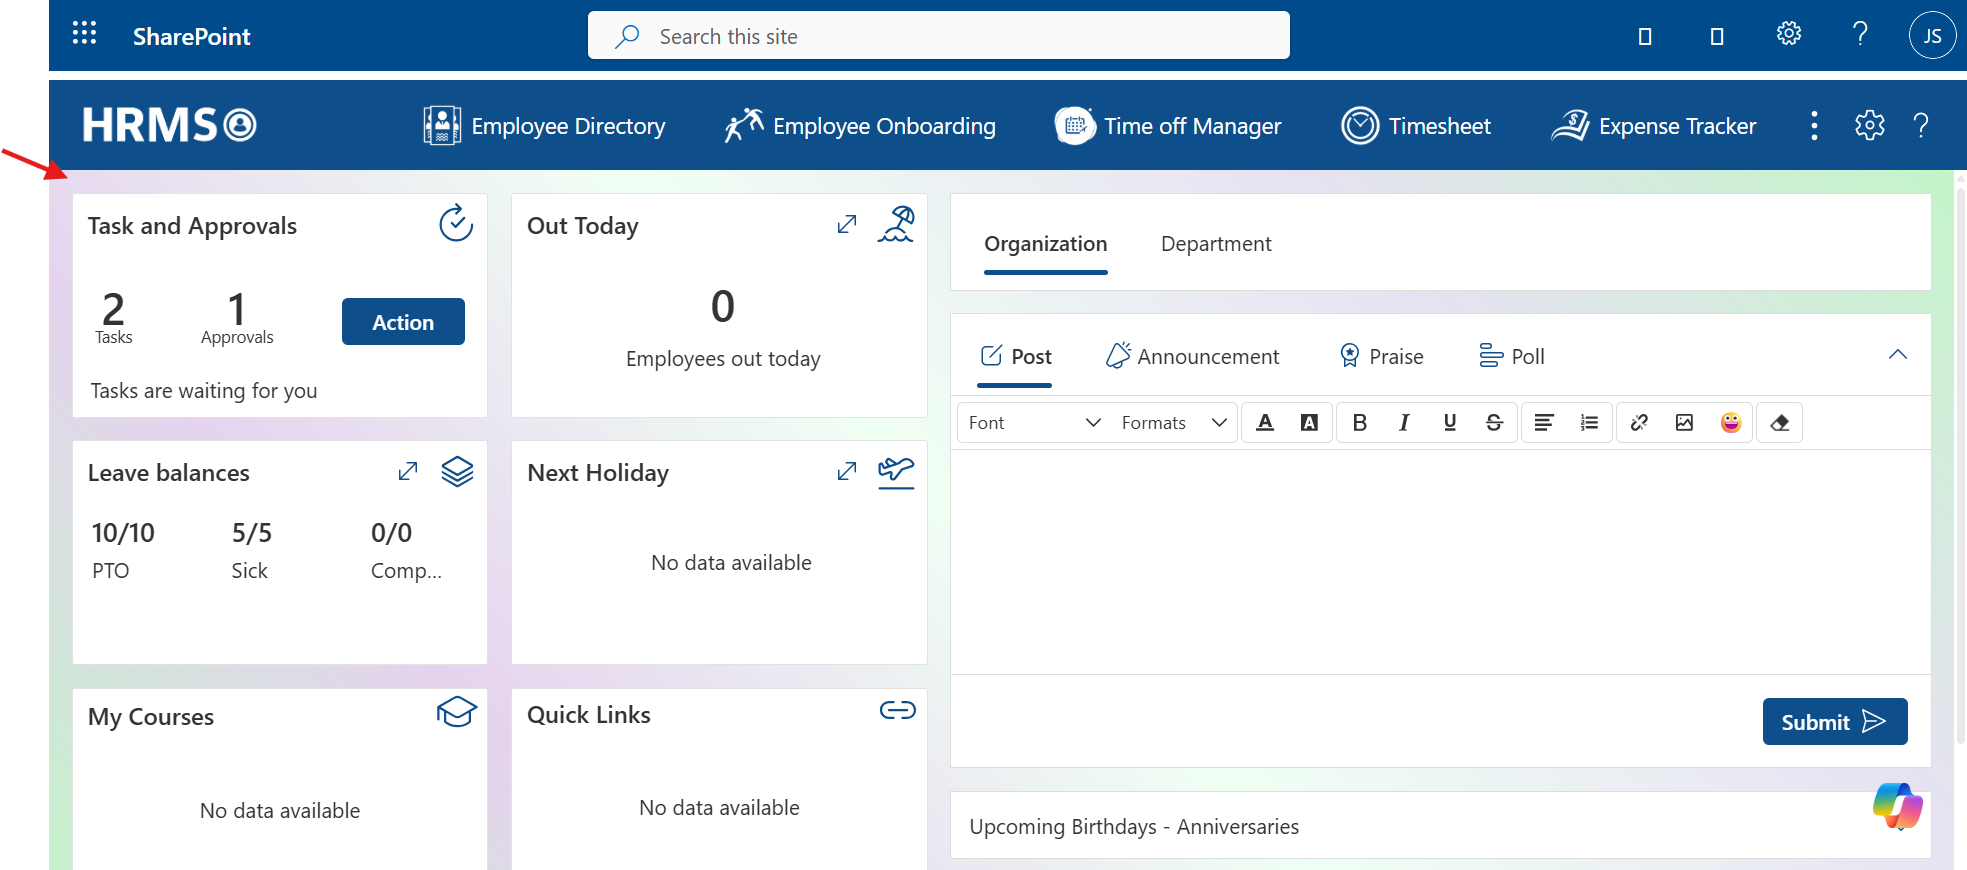 SharePoint
Search this site
JS
HRMS
Employee Directory
Employee Onboarding
Time off Manager
Timesheet
Expense Tracker
Task and Approvals
2
Tasks
1
Approvals
Action
Tasks are waiting for you
Out Today
0
Employees out today
Leave balances
10/10
PTO
5/5
Sick
0/0
Comp...
Next Holiday
No data available
My Courses
No data available
Quick Links
No data available
Organization
Department
Post
Announcement
Praise
Poll
Font
Formats
Submit
Upcoming Birthdays - Anniversaries